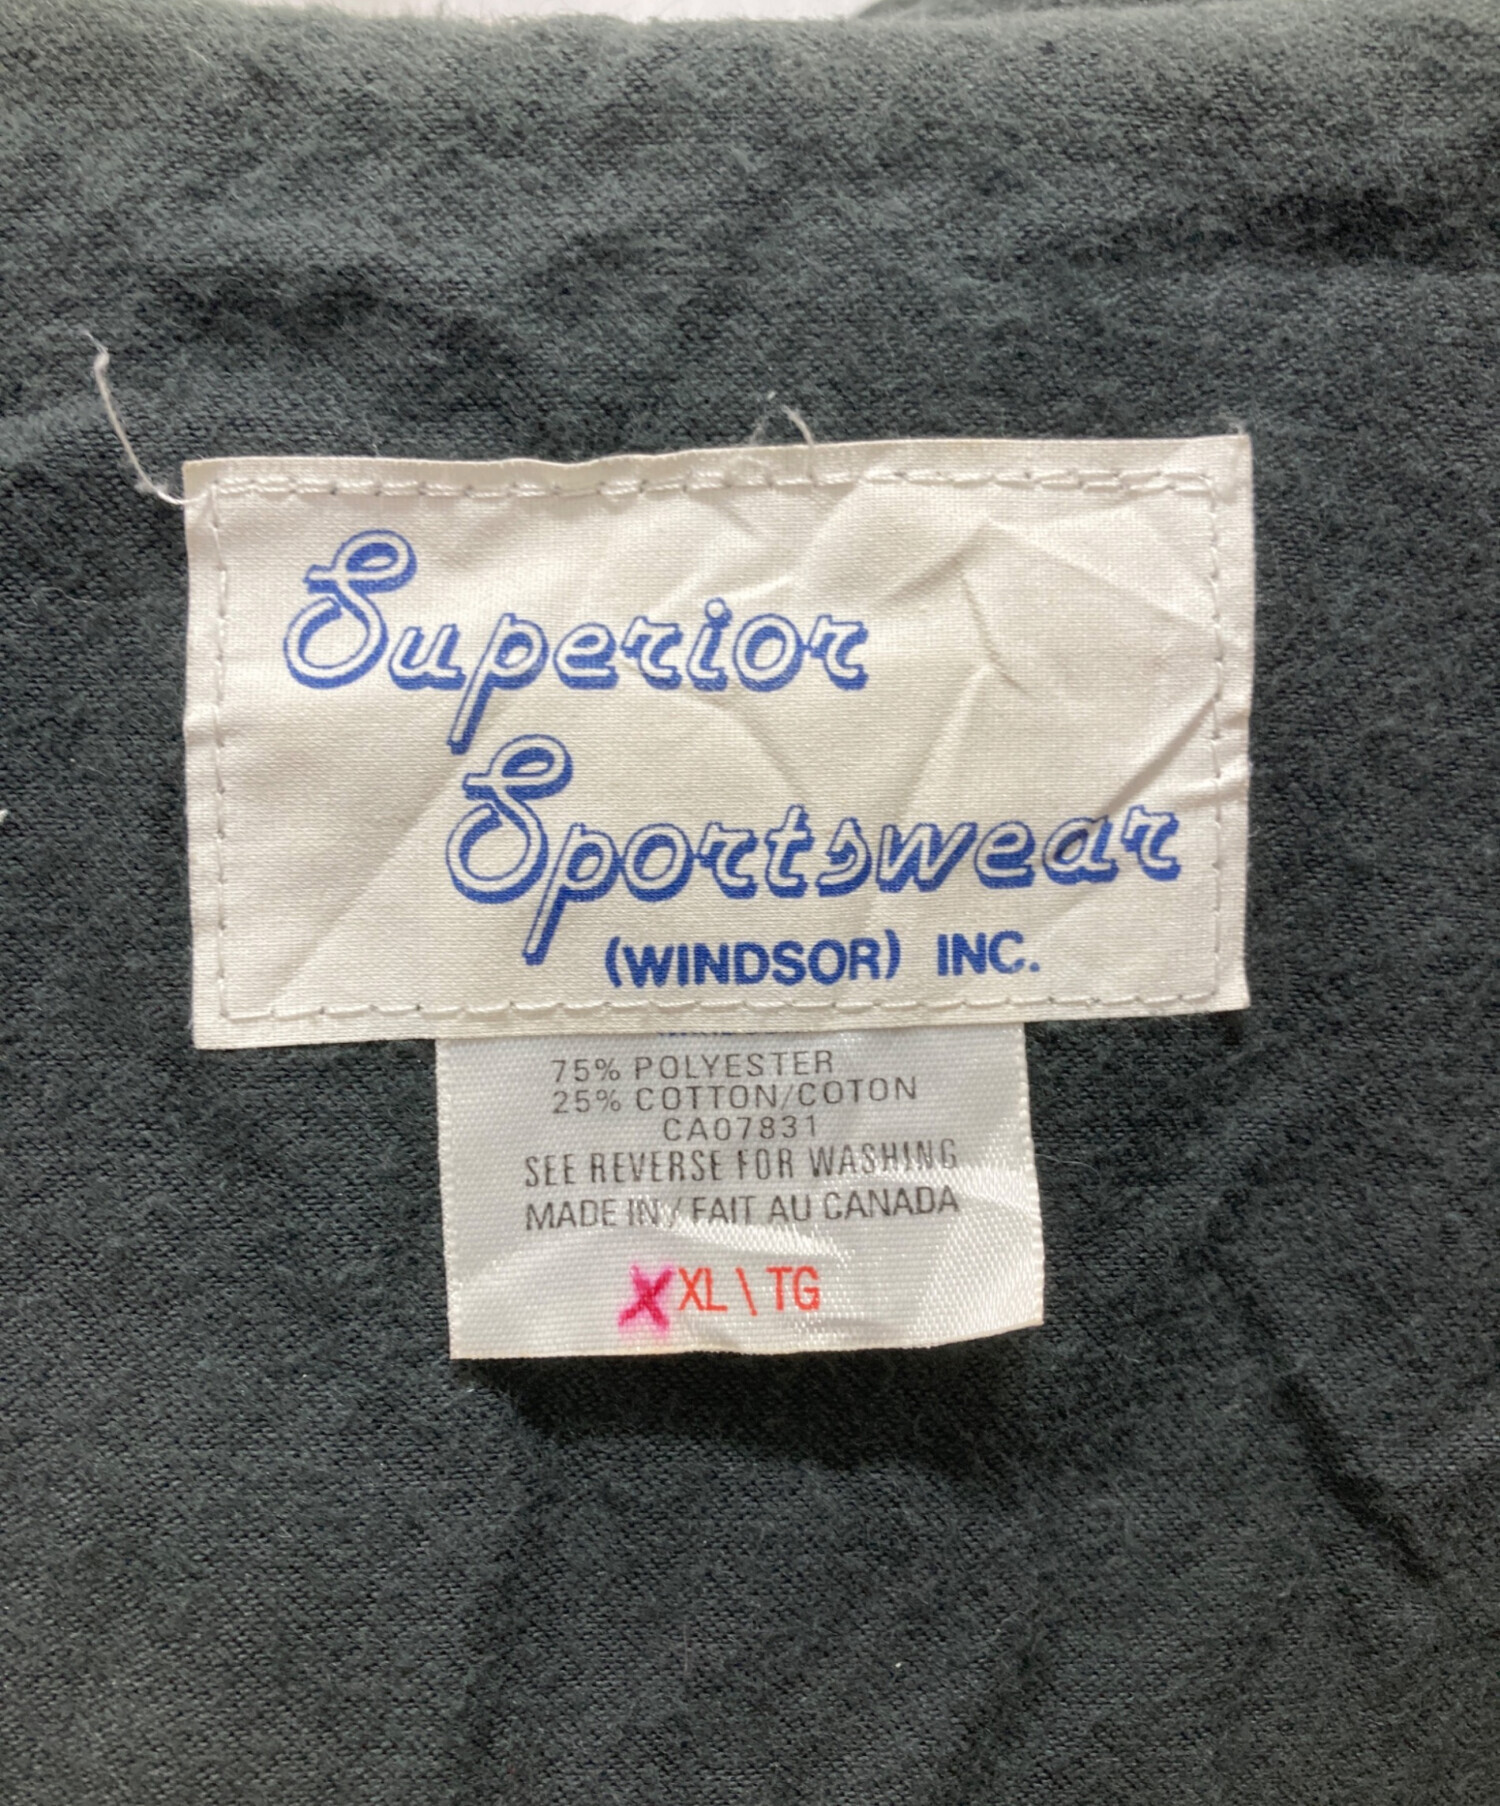 Superior
Sportswear
(WINDSOR) INC.
75% POLYESTER
25% COTTON/COTON
CA07831
SEE REVERSE FOR WASHING
MADE IN / FAIT AU CANADA
XXL \ TG